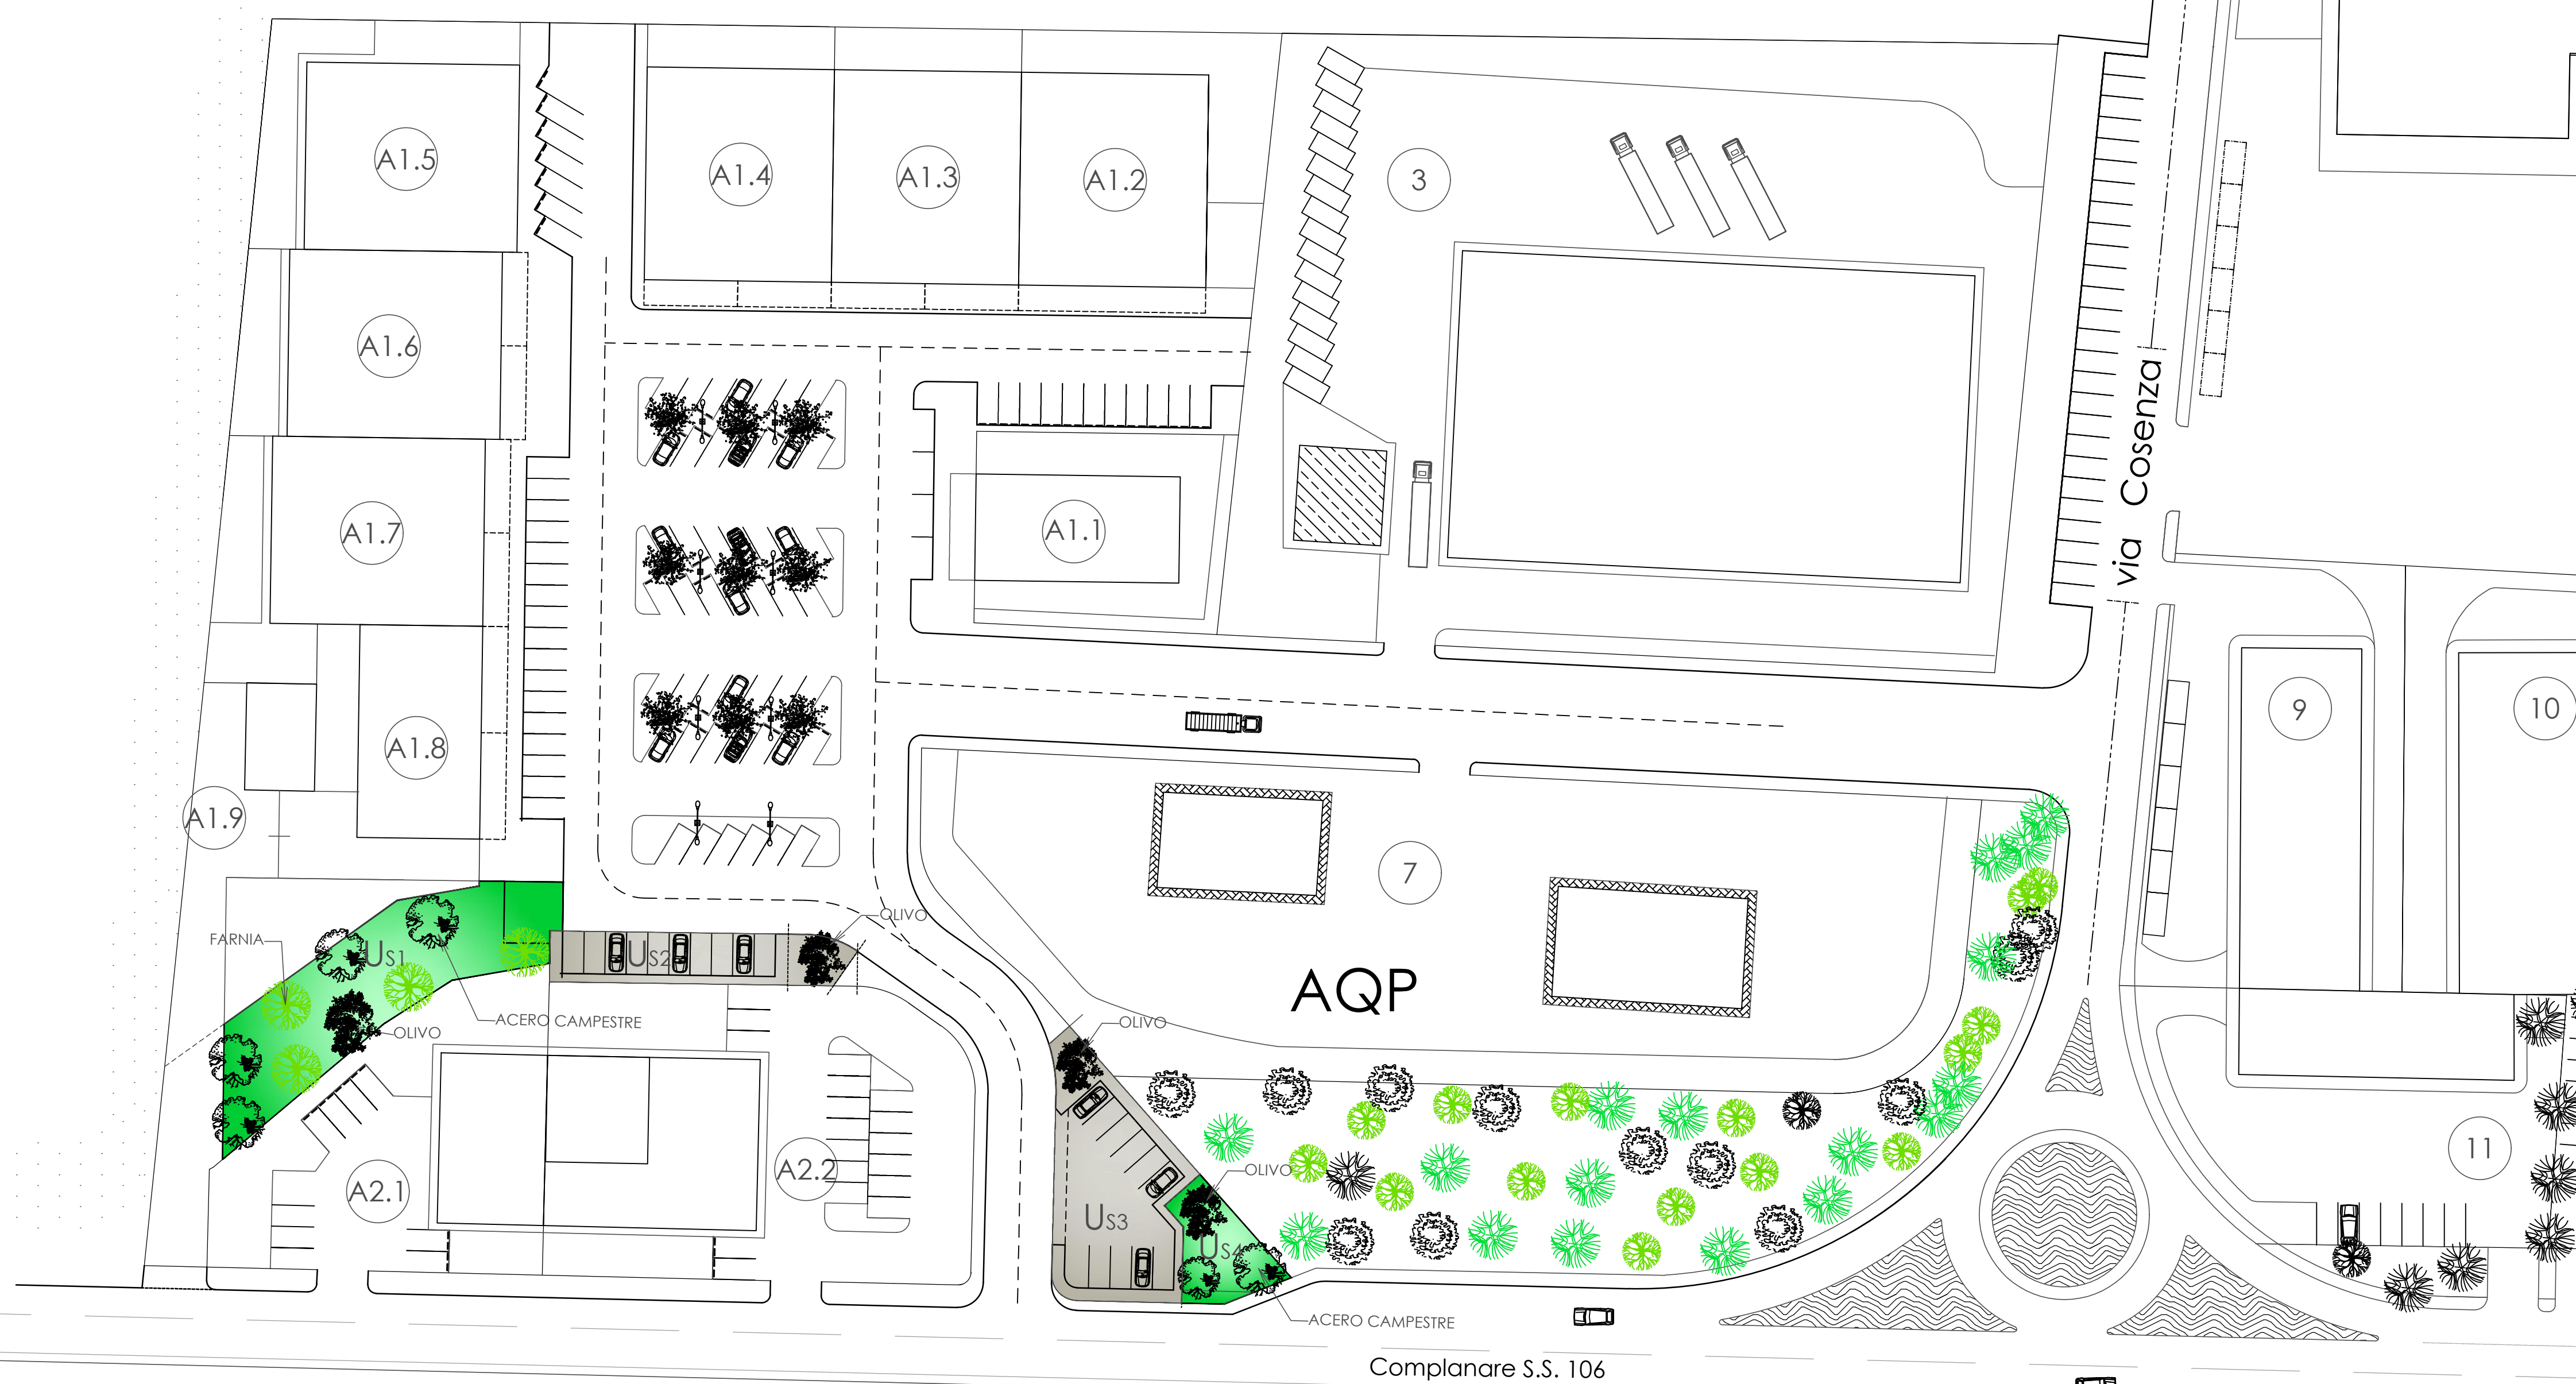 A1.5
A1.4
A1.3
A1.2
3
A1.6
via Cosenza
A1.7
A1.1
9
10
A1.8
A1.9
7
OLIVO
FARNIA
US1
US2
AQP
ACERO CAMPESTRE
OLIVO
OLIVO
11
A2.2
OLIVO
A2.1
US3
US4
ACERO CAMPESTRE
Complanare S.S. 106